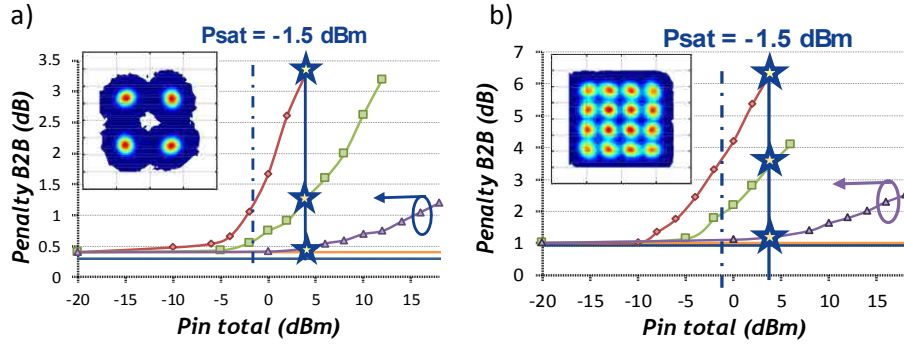 a)
Psat = -1.5 dBm
Penalty B2B (dB)
3.5
3
2.5
2
1.5
1
0.5
0
-20 -15 -10 -5 0 5 10 15
Pin total (dBm)
b)
Psat = -1.5 dBm
Penalty B2B (dB)
7
6
5
4
3
2
1
0
-20 -15 -10 -5 0 5 10 15
Pin total (dBm)